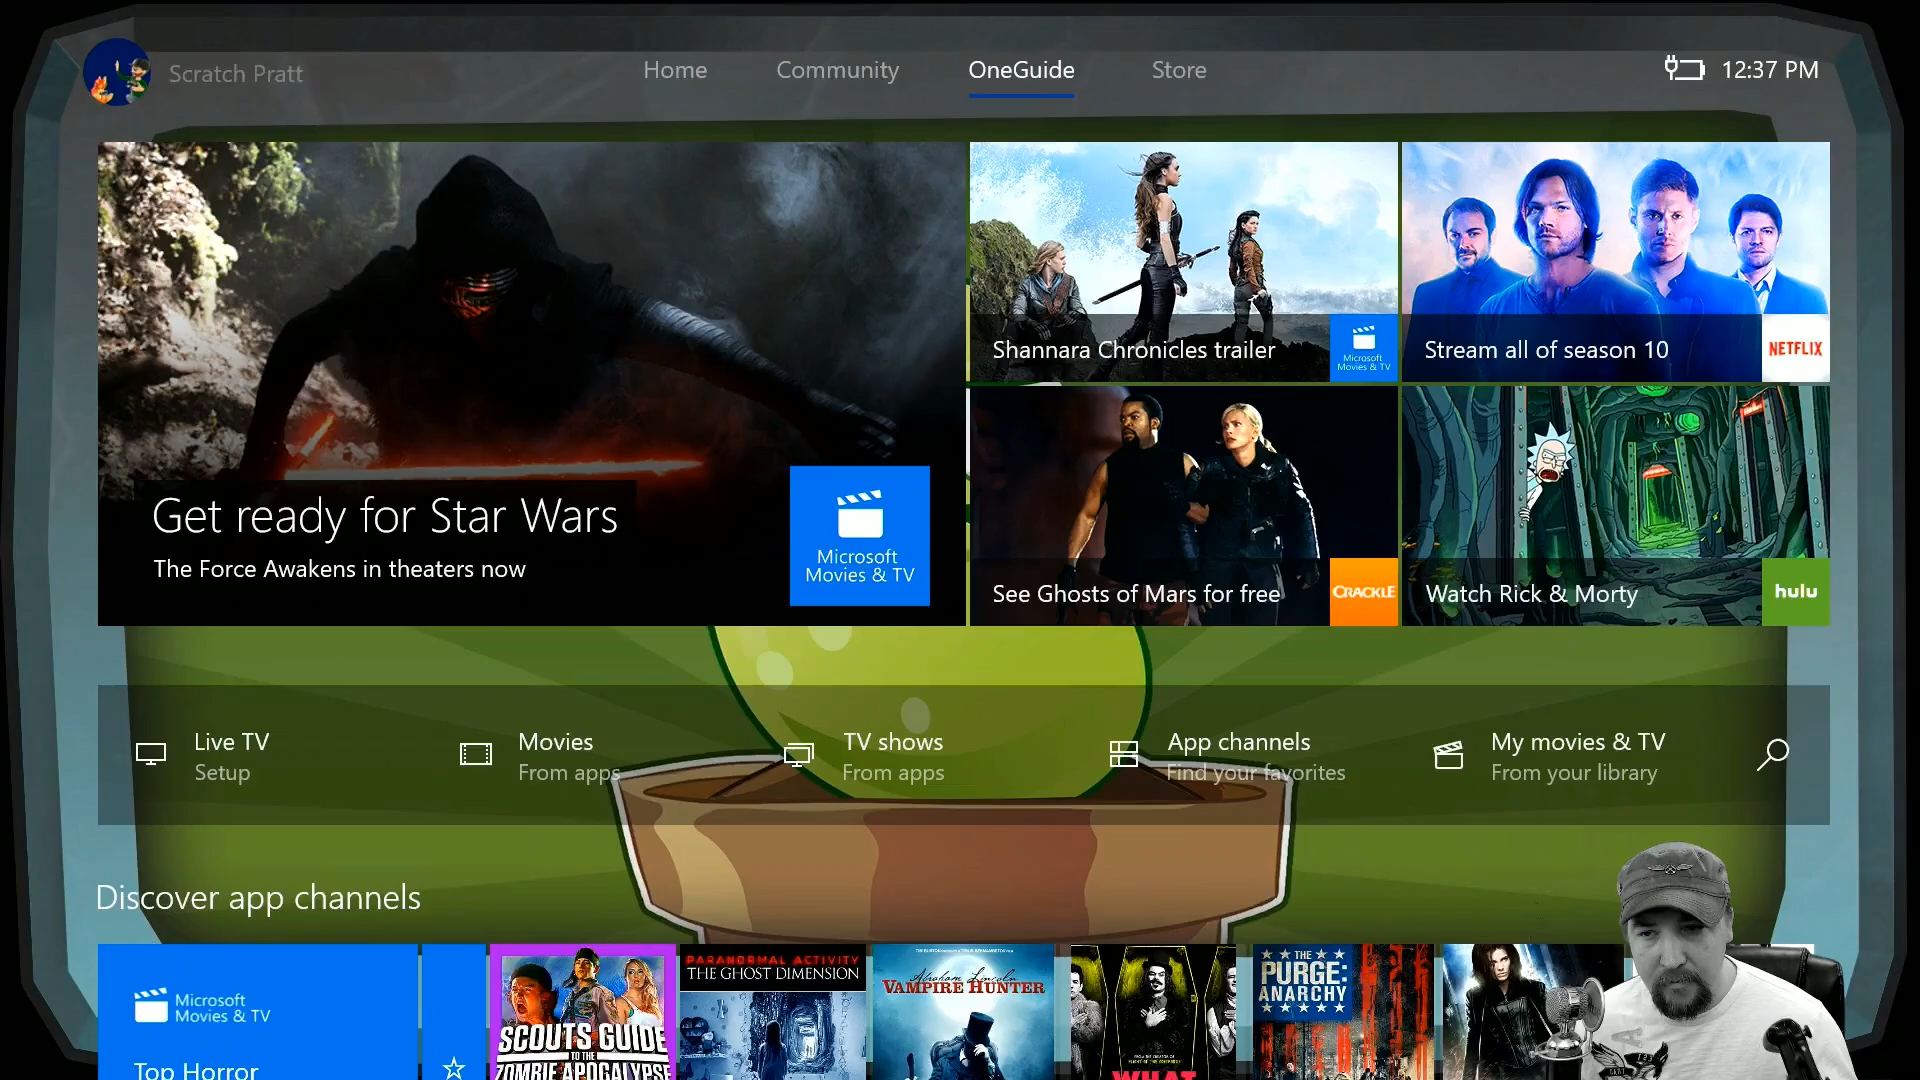 Scratch Pratt
Home
Community
OneGuide
Store
12:37 PM
Get ready for Star Wars
The Force Awakens in theaters now
Microsoft
Movies & TV
Shannara Chronicles trailer
Microsoft
Movies & TV
Stream all of season 10
NETFLIX
See Ghosts of Mars for free
CRACKLE
Watch Rick & Morty
hulu
Live TV
Setup
Movies
From apps
TV shows
From apps
App channels
Find your favorites
My movies & TV
From your library
Discover app channels
Microsoft
Movies & TV
Top Horror
SCOUTS GUIDE
TO THE
ZOMBIE APOCALYPSE
PARANORMAL ACTIVITY
THE GHOST DIMENSION
Abraham Lincoln
VAMPIRE HUNTER
WHAT
THE
PURGE:
ANARCHY